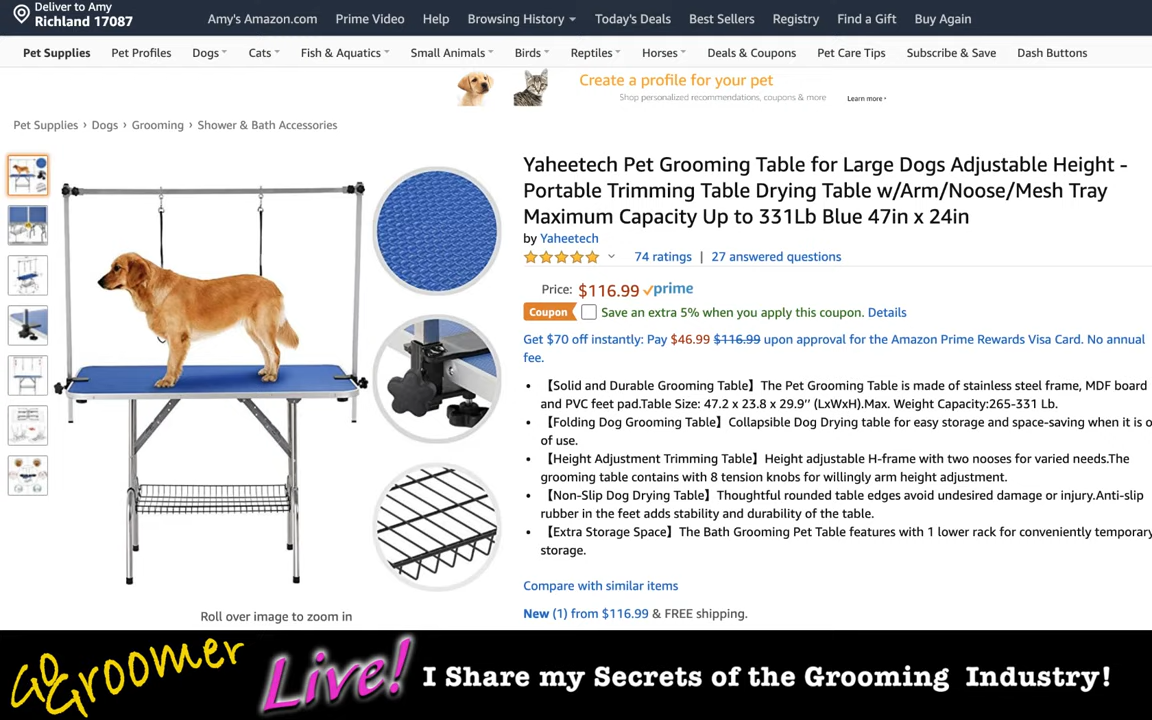 Deliver to Amy
Richland 17087
Amy's Amazon.com Prime Video Help Browsing History Today's Deals Best Sellers Registry Find a Gift Buy Again
Pet Supplies Pet Profiles Dogs Cats Fish & Aquatics Small Animals Birds Reptiles Horses Deals & Coupons Pet Care Tips Subscribe & Save Dash Buttons
Create a profile for your pet
Shop personalized recommendations, coupons & more Learn more
Pet Supplies › Dogs › Grooming › Shower & Bath Accessories
Yaheetech Pet Grooming Table for Large Dogs Adjustable Height -
Portable Trimming Table Drying Table w/Arm/Noose/Mesh Tray
Maximum Capacity Up to 331Lb Blue 47in x 24in
by Yaheetech
74 ratings | 27 answered questions
Price: $116.99 prime
Coupon Save an extra 5% when you apply this coupon. Details
Get $70 off instantly: Pay $46.99 $116.99 upon approval for the Amazon Prime Rewards Visa Card. No annual
fee.
• 【Solid and Durable Grooming Table】The Pet Grooming Table is made of stainless steel frame, MDF board
and PVC feet pad.Table Size: 47.2 x 23.8 x 29.9’’ (LxWxH).Max. Weight Capacity:265-331 Lb.
• 【Folding Dog Grooming Table】Collapsible Dog Drying table for easy storage and space-saving when it is o
of use.
• 【Height Adjustment Trimming Table】Height adjustable H-frame with two nooses for varied needs.The
grooming table contains with 8 tension knobs for willingly arm height adjustment.
• 【Non-Slip Dog Drying Table】Thoughtful rounded table edges avoid undesired damage or injury.Anti-slip
rubber in the feet adds stability and durability of the table.
• 【Extra Storage Space】The Bath Grooming Pet Table features with 1 lower rack for conveniently temporary
storage.
Compare with similar items
New (1) from $116.99 & FREE shipping.
Roll over image to zoom in
Go Groomer Live! I Share my Secrets of the Grooming Industry!